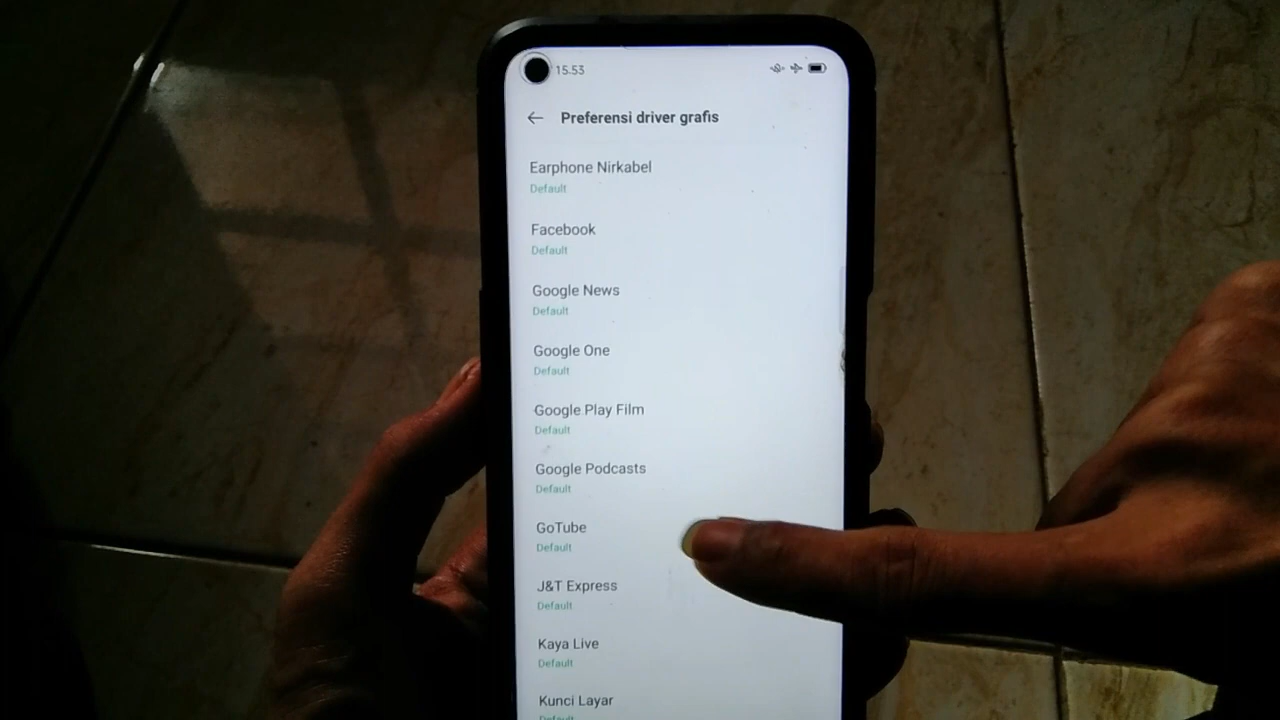 15.53
Preferensi driver grafis
Earphone Nirkabel
Default
Facebook
Default
Google News
Default
Google One
Default
Google Play Film
Default
Google Podcasts
Default
GoTube
Default
J&T Express
Default
Kaya Live
Default
Kunci Layar
Default